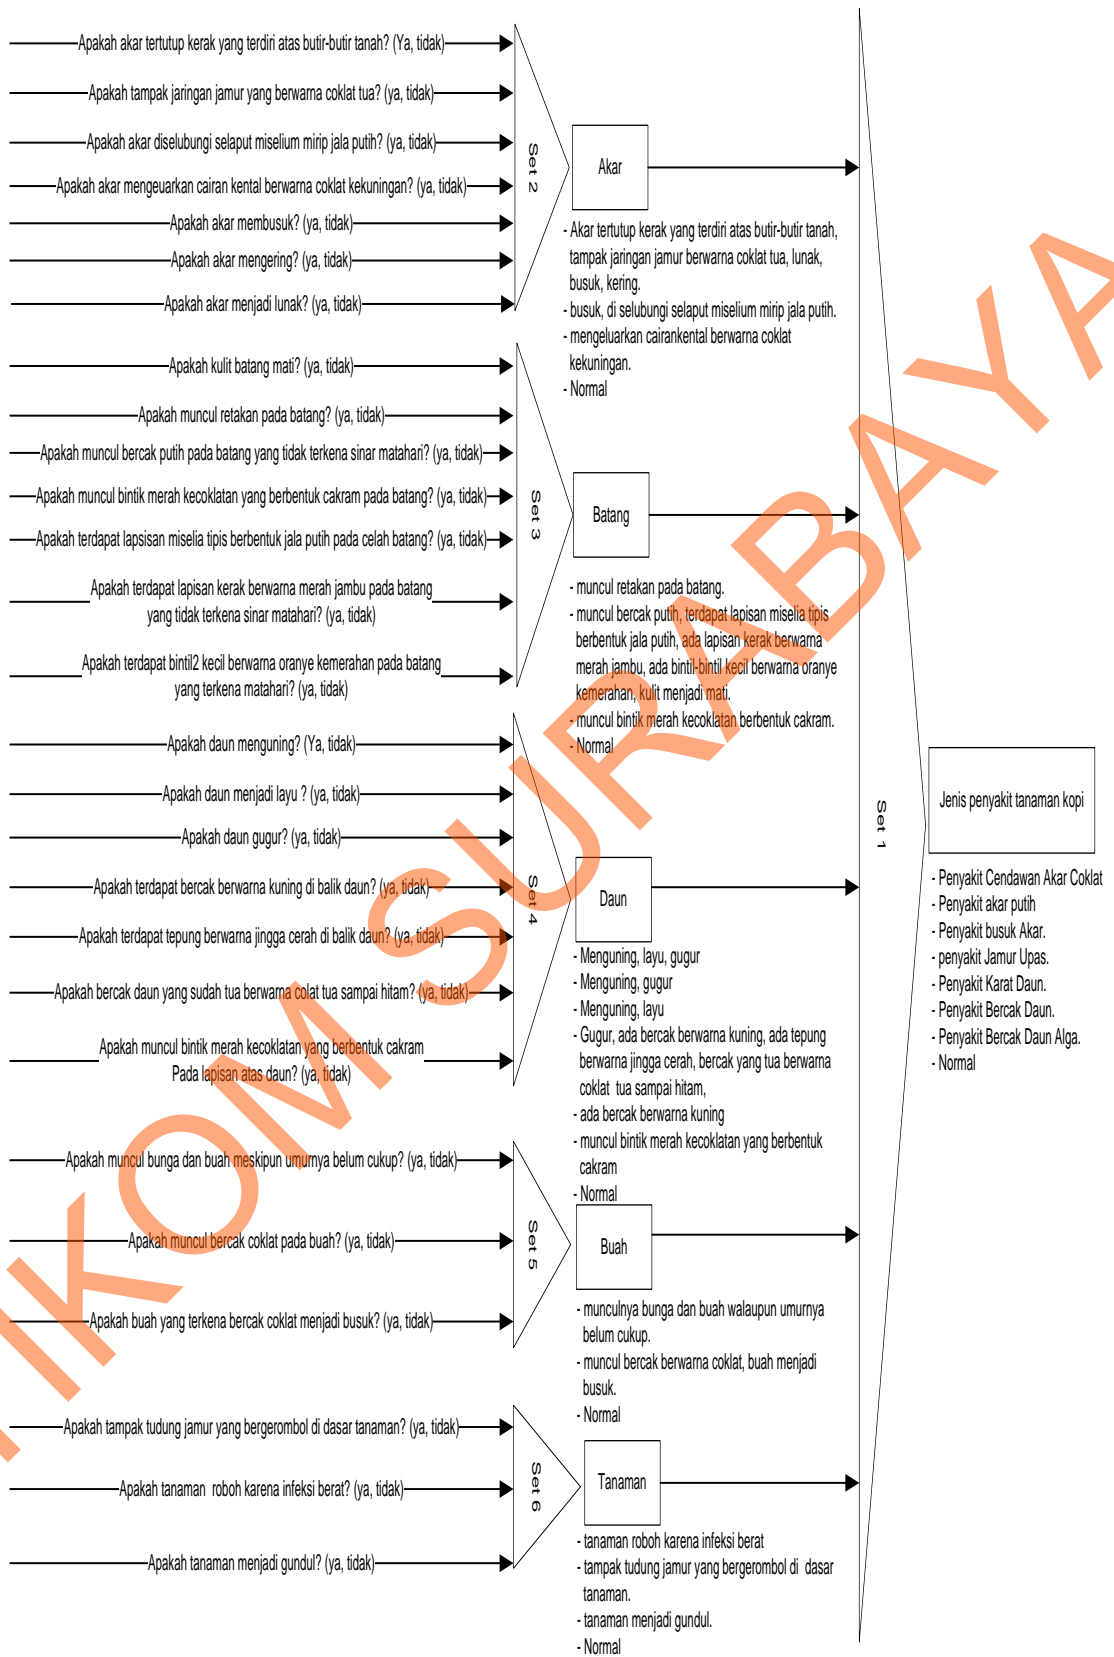 Apakah akar tertutup kerak yang terdiri atas butir-butir tanah? (Ya, tidak)
Apakah tampak jaringan jamur yang berwarna coklat tua? (ya, tidak)
Apakah akar diselubungi selaput miselium mirip jala putih? (ya, tidak)
Apakah akar mengeuarkan cairan kental berwarna coklat kekuningan? (ya, tidak)
Apakah akar membusuk? (ya, tidak)
Apakah akar mengering? (ya, tidak)
Apakah akar menjadi lunak? (ya, tidak)
Set 2
Akar
- Akar tertutup kerak yang terdiri atas butir-butir tanah,
tampak jaringan jamur berwarna coklat tua, lunak,
busuk, kering.
- busuk, di selubungi selaput miselium mirip jala putih.
- mengeluarkan cairankental berwarna coklat
kekuningan.
- Normal
Apakah kulit batang mati? (ya, tidak)
Apakah muncul retakan pada batang? (ya, tidak)
Apakah muncul bercak putih pada batang yang tidak terkena sinar matahari? (ya, tidak)
Apakah muncul bintik merah kecoklatan yang berbentuk cakram pada batang? (ya, tidak)
Apakah terdapat lapsisan miselia tipis berbentuk jala putih pada celah batang? (ya, tidak)
Apakah terdapat lapisan kerak berwarna merah jambu pada batang
yang tidak terkena sinar matahari? (ya, tidak)
Apakah terdapat bintil2 kecil berwarna oranye kemerahan pada batang
yang terkena matahari? (ya, tidak)
Set 3
Batang
- muncul retakan pada batang.
- muncul bercak putih, terdapat lapisan miselia tipis
berbentuk jala putih, ada lapisan kerak berwarna
merah jambu, ada bintil-bintil kecil berwarna oranye
kemerahan, kulit menjadi mati.
- muncul bintik merah kecoklatan berbentuk cakram.
- Normal
Apakah daun menguning? (Ya, tidak)
Apakah daun menjadi layu ? (ya, tidak)
Apakah daun gugur? (ya, tidak)
Apakah terdapat bercak berwarna kuning di balik daun? (ya, tidak)
Apakah terdapat tepung berwarna jingga cerah di balik daun? (ya, tidak)
Apakah bercak daun yang sudah tua berwarna colat tua sampai hitam? (ya, tidak)
Apakah muncul bintik merah kecoklatan yang berbentuk cakram
Pada lapisan atas daun? (ya, tidak)
Set 4
Daun
- Menguning, layu, gugur
- Menguning, gugur
- Menguning, layu
- Gugur, ada bercak berwarna kuning, ada tepung
berwarna jingga cerah, bercak yang tua berwarna
coklat  tua sampai hitam,
- ada bercak berwarna kuning
- muncul bintik merah kecoklatan yang berbentuk
cakram
- Normal
Apakah muncul bunga dan buah meskipun umurnya belum cukup? (ya, tidak)
Apakah muncul bercak coklat pada buah? (ya, tidak)
Apakah buah yang terkena bercak coklat menjadi busuk? (ya, tidak)
Set 5
Buah
- munculnya bunga dan buah walaupun umurnya
belum cukup.
- muncul bercak berwarna coklat, buah menjadi
busuk.
- Normal
Apakah tampak tudung jamur yang bergerombol di dasar tanaman? (ya, tidak)
Apakah tanaman  roboh karena infeksi berat? (ya, tidak)
Apakah tanaman menjadi gundul? (ya, tidak)
Set 6
Tanaman
- tanaman roboh karena infeksi berat
- tampak tudung jamur yang bergerombol di  dasar
tanaman.
- tanaman menjadi gundul.
- Normal
Set 1
Jenis penyakit tanaman kopi
- Penyakit Cendawan Akar Coklat
- Penyakit akar putih
- Penyakit busuk Akar.
- penyakit Jamur Upas.
- Penyakit Karat Daun.
- Penyakit Bercak Daun.
- Penyakit Bercak Daun Alga.
- Normal
IKOM SURABAYA